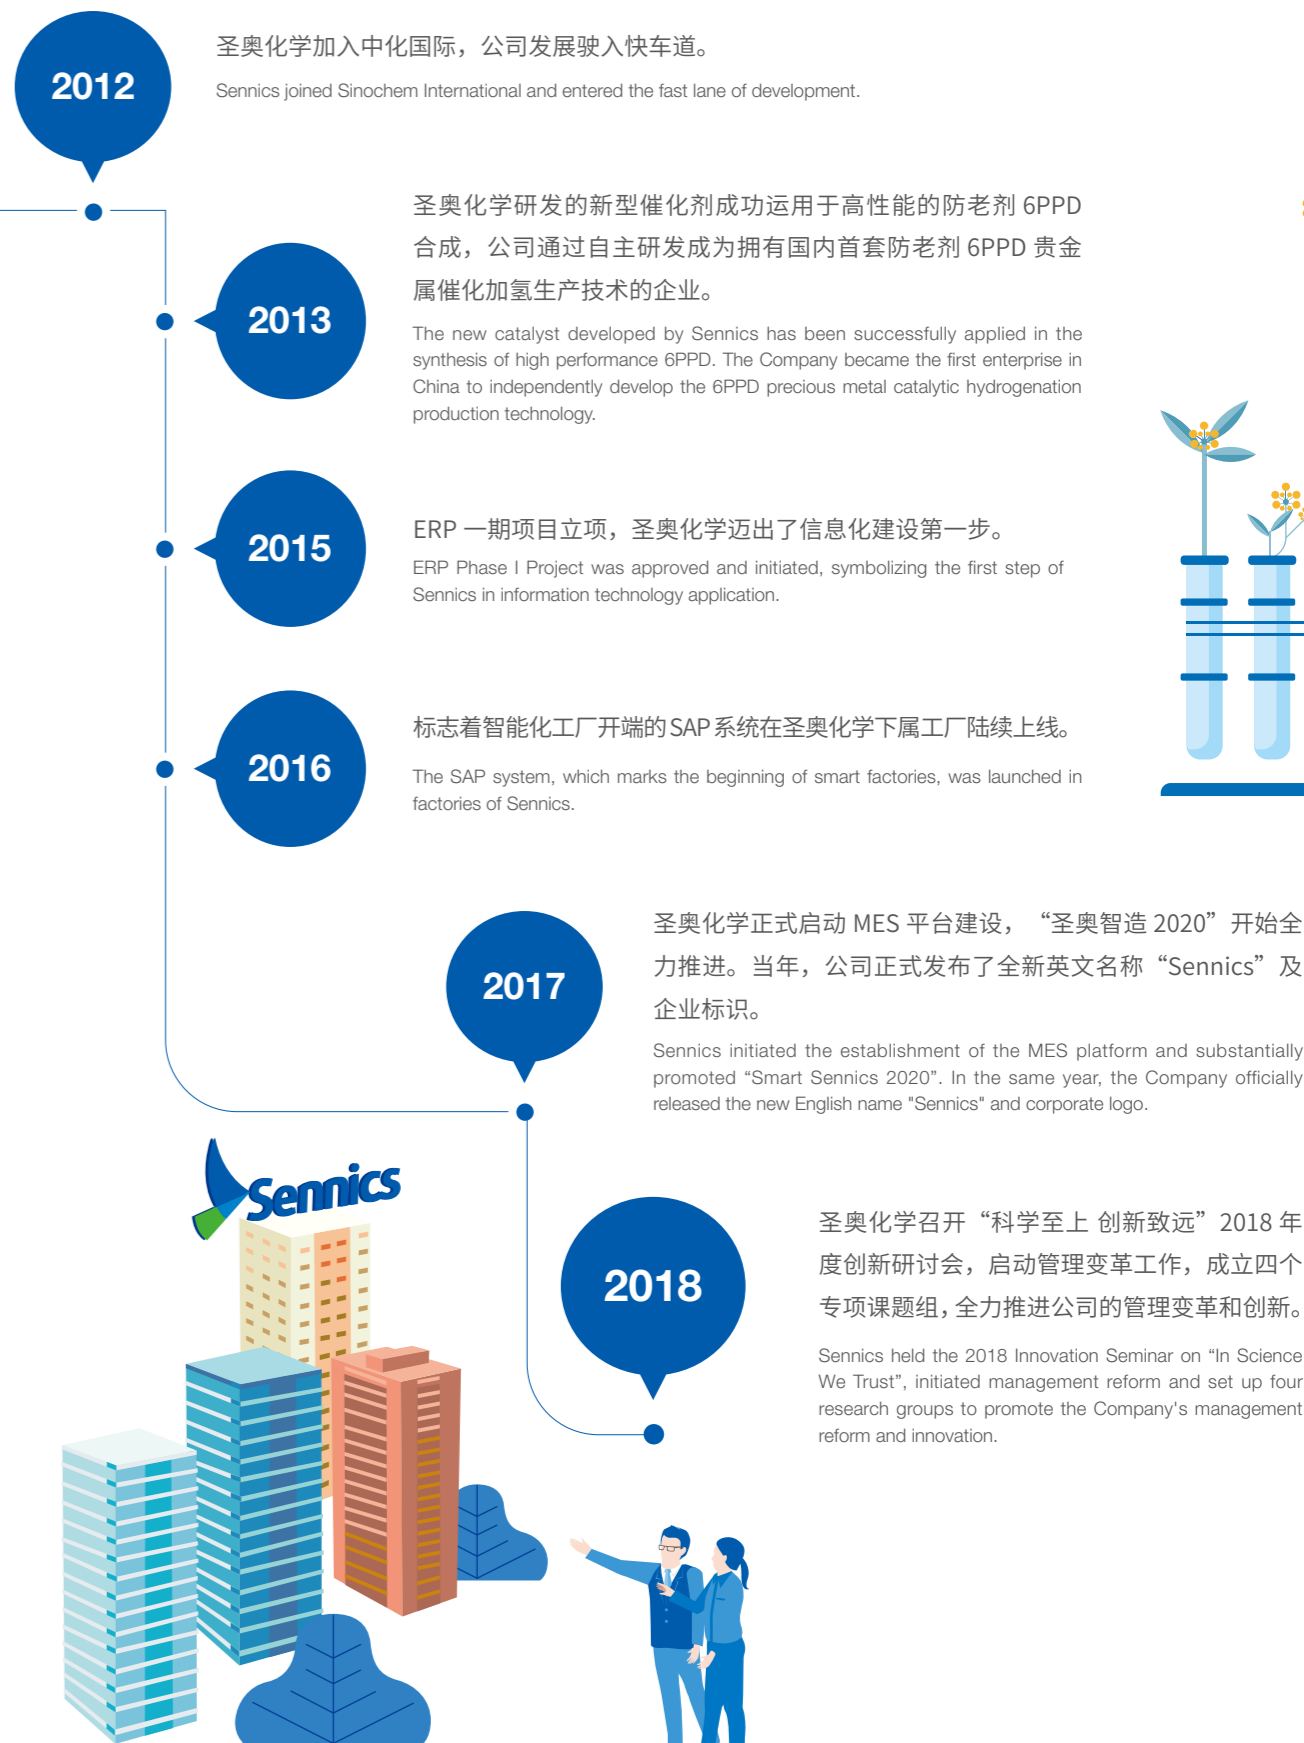 2012
圣奥化学加入中化国际，公司发展驶入快车道。
Sennics joined Sinochem International and entered the fast lane of development.
2013
圣奥化学研发的新型催化剂成功运用于高性能的防老剂 6PPD
合成，公司通过自主研发成为拥有国内首套防老剂 6PPD 贵金
属催化加氢生产技术的企业。
The new catalyst developed by Sennics has been successfully applied in the
synthesis of high performance 6PPD. The Company became the first enterprise in
China to independently develop the 6PPD precious metal catalytic hydrogenation
production technology.
2015
ERP 一期项目立项，圣奥化学迈出了信息化建设第一步。
ERP Phase I Project was approved and initiated, symbolizing the first step of
Sennics in information technology application.
2016
标志着智能化工厂开端的 SAP 系统在圣奥化学下属工厂陆续上线。
The SAP system, which marks the beginning of smart factories, was launched in
factories of Sennics.
2017
圣奥化学正式启动 MES 平台建设，“圣奥智造 2020”开始全
力推进。当年，公司正式发布了全新英文名称“Sennics”及
企业标识。
Sennics initiated the establishment of the MES platform and substantially
promoted “Smart Sennics 2020”. In the same year, the Company officially
released the new English name "Sennics" and corporate logo.
Sennics
2018
圣奥化学召开“科学至上 创新致远”2018 年
度创新研讨会，启动管理变革工作，成立四个
专项课题组，全力推进公司的管理变革和创新。
Sennics held the 2018 Innovation Seminar on “In Science
We Trust”, initiated management reform and set up four
research groups to promote the Company's management
reform and innovation.